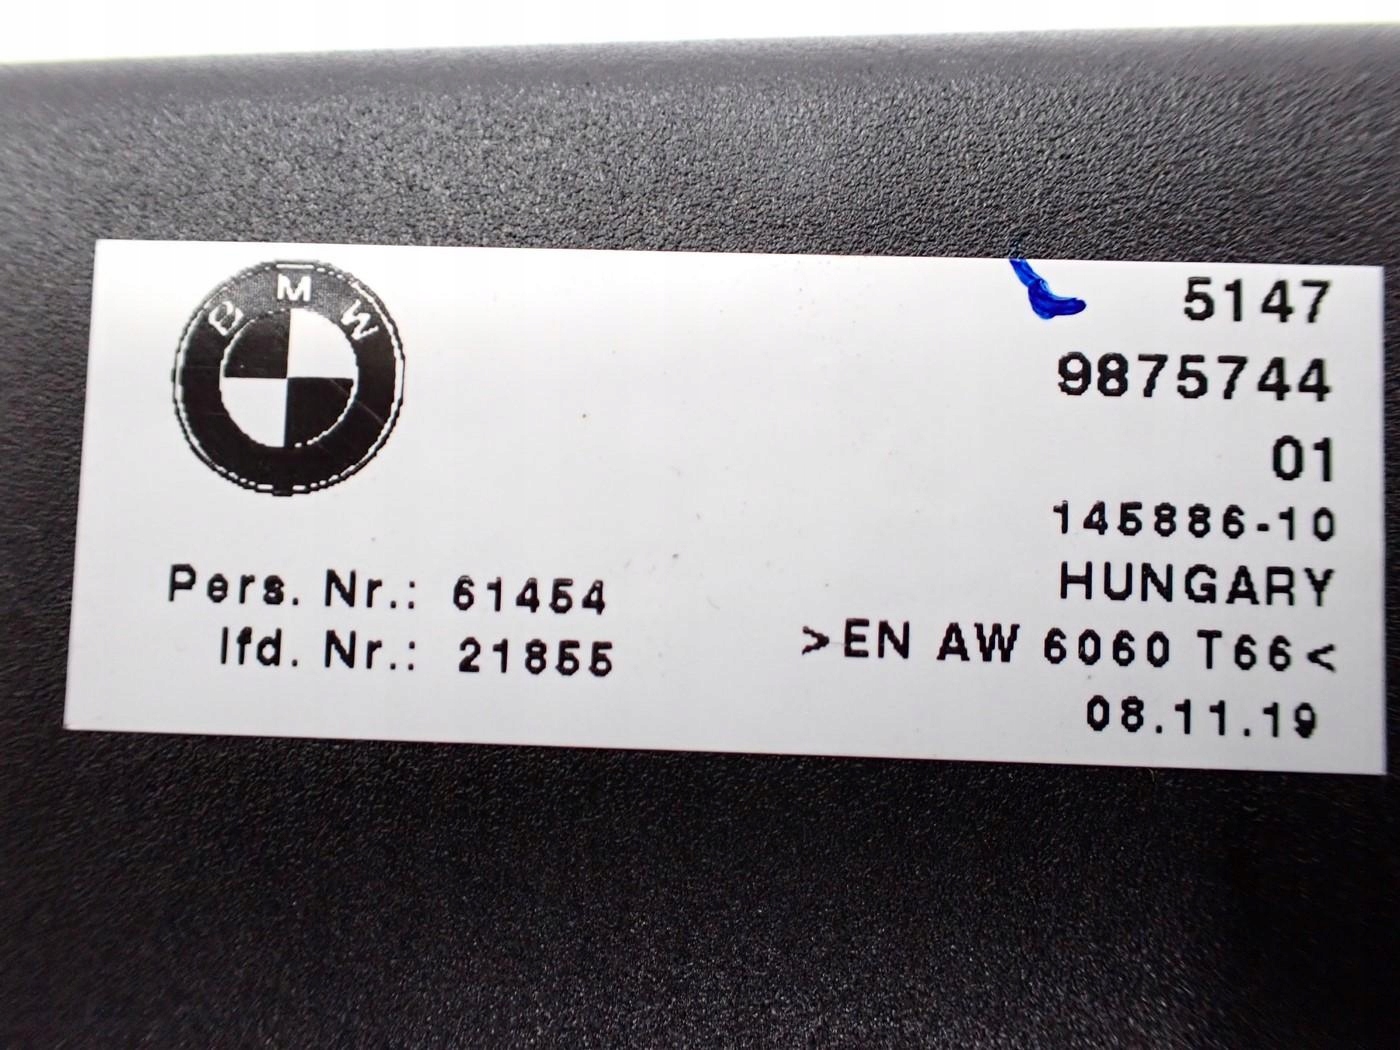 BMW
5147
9875744
01
145886-10
HUNGARY
>EN AW 6060 T66<
08.11.19
Pers. Nr.: 61454
lfd. Nr.: 21855